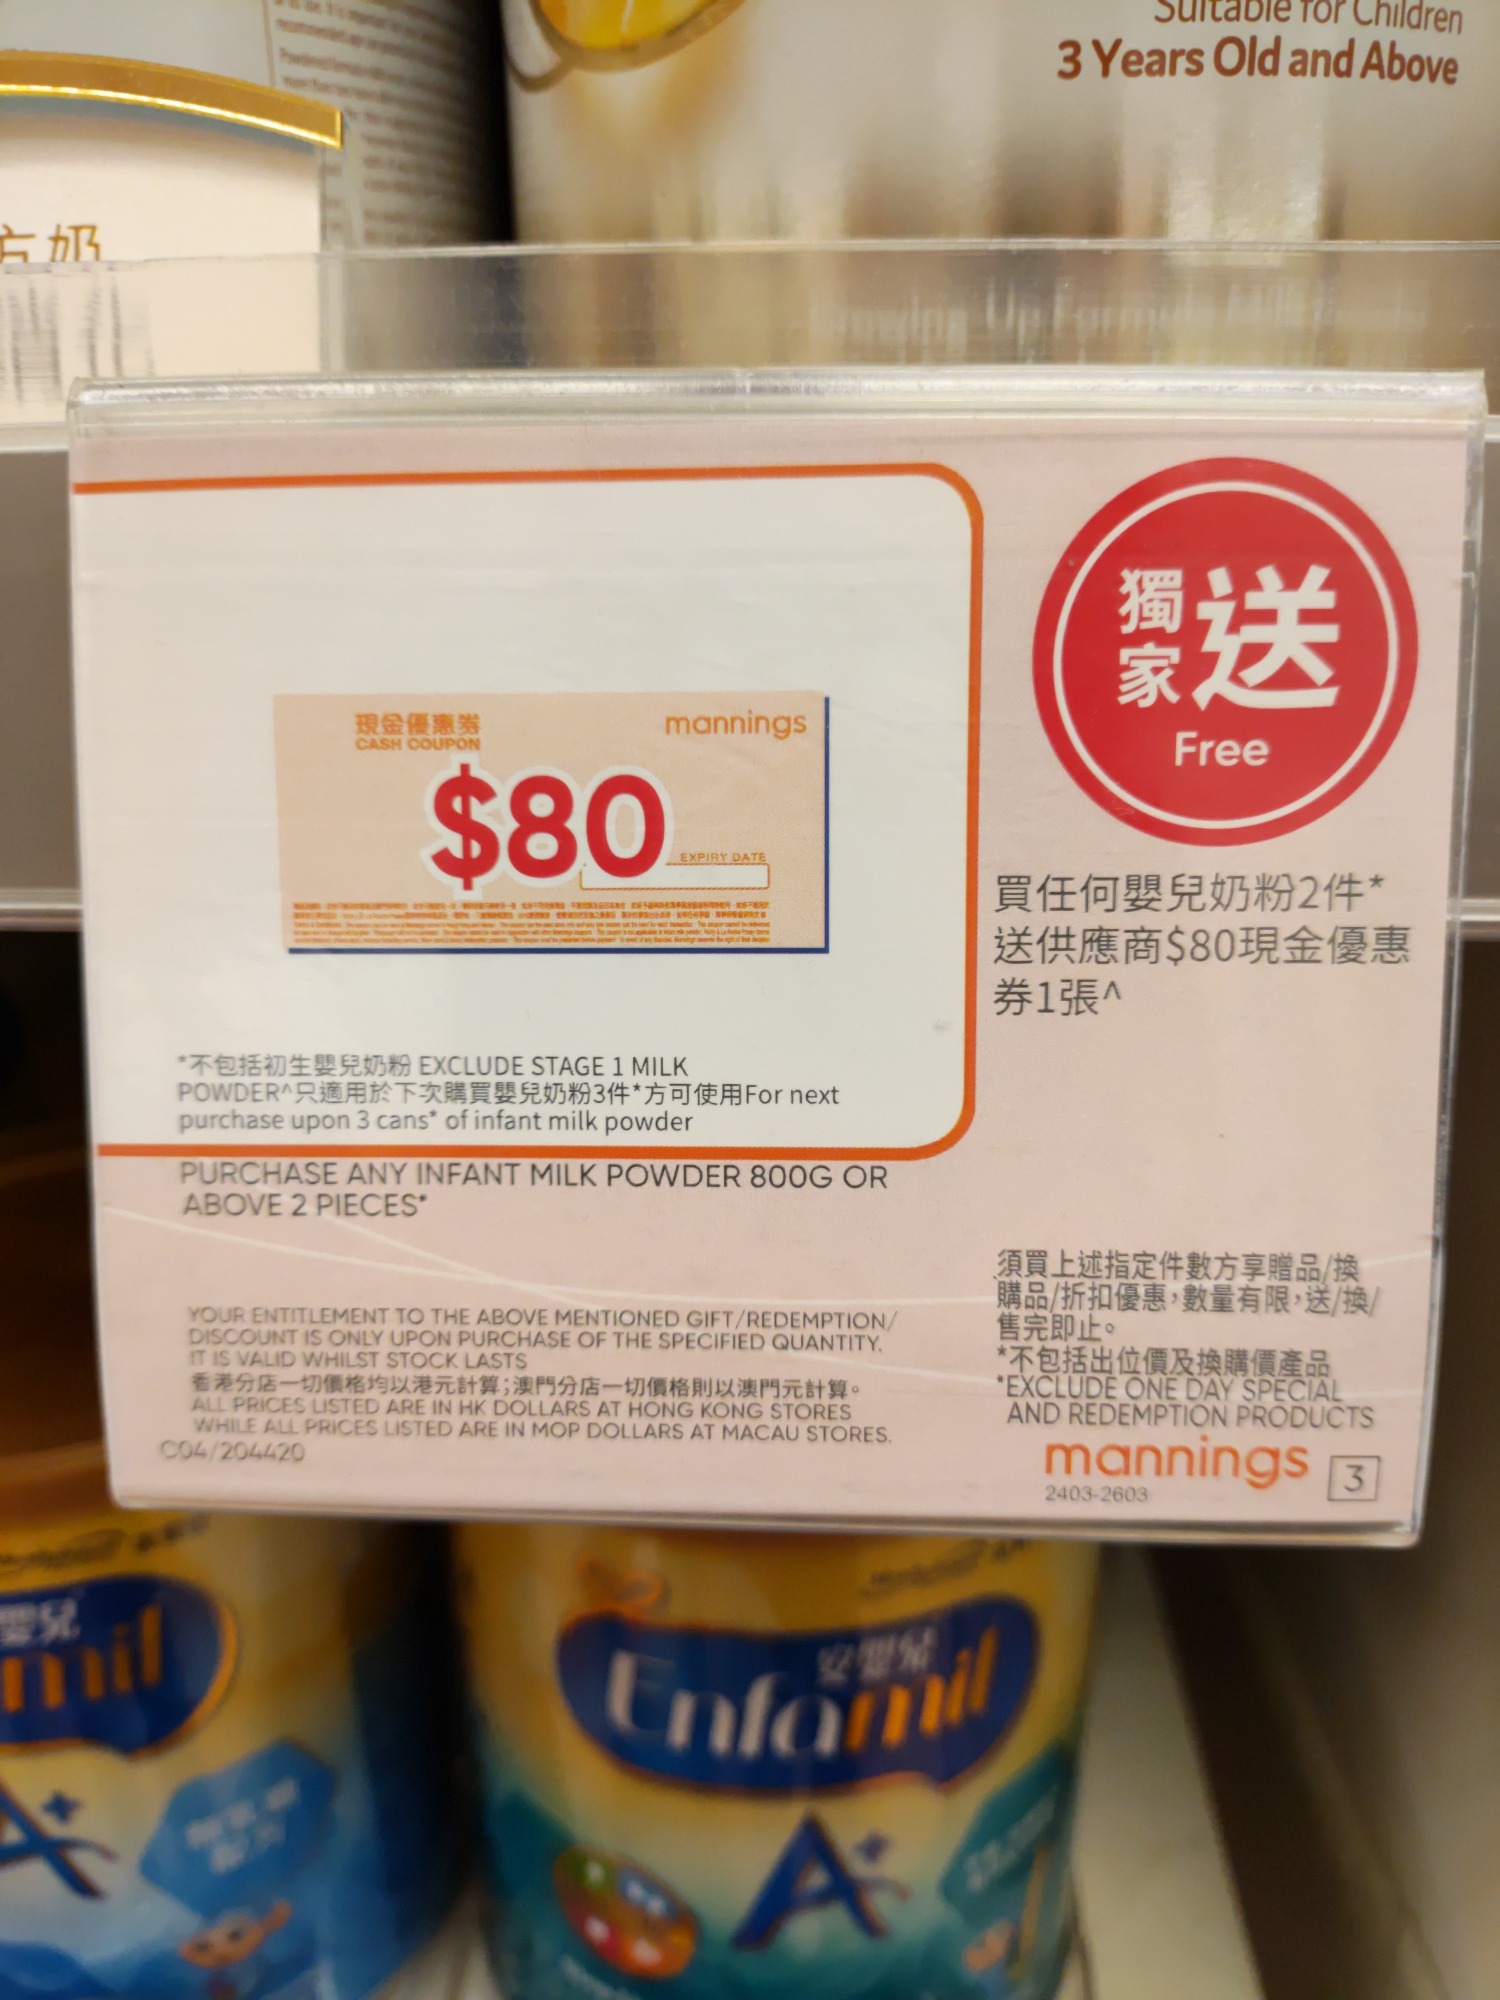 Suitable for Children
3 Years Old and Above
方奶
獨家送
Free
現金優惠券
CASH COUPON
mannings
$80
EXPIRY DATE
買任何嬰兒奶粉2件*
送供應商$80現金優惠
券1張^
*不包括初生嬰兒奶粉 EXCLUDE STAGE 1 MILK
POWDER^只適用於下次購買嬰兒奶粉3件*方可使用For next
purchase upon 3 cans* of infant milk powder
PURCHASE ANY INFANT MILK POWDER 800G OR
ABOVE 2 PIECES*
YOUR ENTITLEMENT TO THE ABOVE MENTIONED GIFT/REDEMPTION/
DISCOUNT IS ONLY UPON PURCHASE OF THE SPECIFIED QUANTITY.
IT IS VALID WHILST STOCK LASTS
香港分店一切價格均以港元計算;澳門分店一切價格則以澳門元計算。
ALL PRICES LISTED ARE IN HK DOLLARS AT HONG KONG STORES
WHILE ALL PRICES LISTED ARE IN MOP DOLLARS AT MACAU STORES.
C04/204420
須買上述指定件數方享贈品/換
購品/折扣優惠,數量有限,送/換/
售完即止。
*不包括出位價及換購價產品
*EXCLUDE ONE DAY SPECIAL
AND REDEMPTION PRODUCTS
mannings
2403-2603
3
嬰兒
mil
A+
安嬰兒
Enfamil
A+